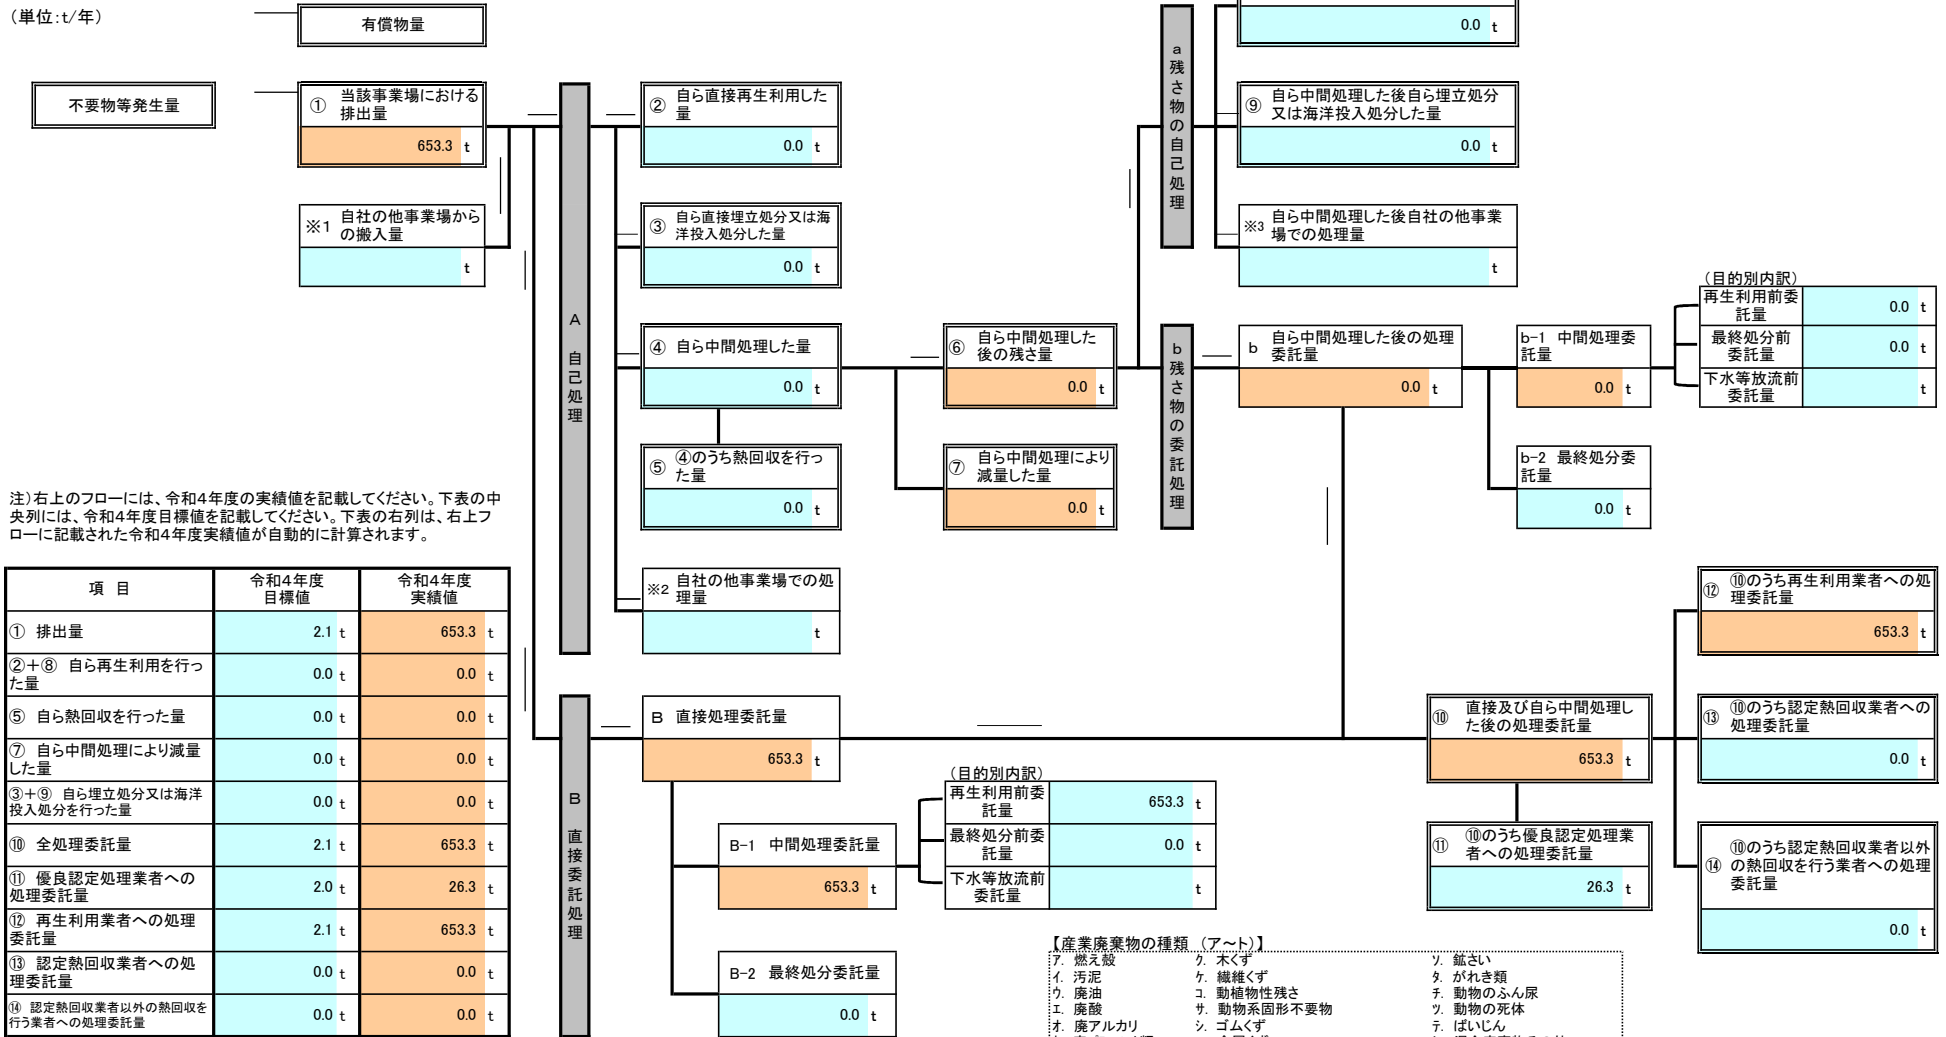 (単位:t/年)
有償物量
不要物等発生量
① 当該事業場における
排出量
653.3 t
※1 自社の他事業場から
の搬入量
t
A 自己処理
② 自ら直接再生利用した
量
0.0 t
③ 自ら直接埋立処分又は海
洋投入処分した量
0.0 t
④ 自ら中間処理した量
0.0 t
⑤ ④のうち熱回収を行っ
た量
0.0 t
※2 自社の他事業場での処
理量
t
⑥ 自ら中間処理した
後の残さ量
0.0 t
⑦ 自ら中間処理により
減量した量
0.0 t
a 残さ物の自己処理
0.0 t
⑨ 自ら中間処理した後自ら埋立処分
又は海洋投入処分した量
0.0 t
※3 自ら中間処理した後自社の他事業
場での処理量
t
b 残さ物の委託処理
b 自ら中間処理した後の処理
委託量
0.0 t
b-1 中間処理委
託量
0.0 t
b-2 最終処分委
託量
0.0 t
(目的別内訳)
再生利用前委
託量
0.0 t
最終処分前
委託量
0.0 t
下水等放流前
委託量
t
注)右上のフローには、令和4年度の実績値を記載してください。下表の中
央列には、令和4年度目標値を記載してください。下表の右列は、右上フ
ローに記載された令和4年度実績値が自動的に計算されます。
項 目 令和4年度
目標値 令和4年度
実績値
① 排出量 2.1 t 653.3 t
②+⑧ 自ら再生利用を行っ
た量 0.0 t 0.0 t
⑤ 自ら熱回収を行った量 0.0 t 0.0 t
⑦ 自ら中間処理により減量
した量 0.0 t 0.0 t
③+⑨ 自ら埋立処分又は海洋
投入処分を行った量 0.0 t 0.0 t
⑩ 全処理委託量 2.1 t 653.3 t
⑪ 優良認定処理業者への
処理委託量 2.0 t 26.3 t
⑫ 再生利用業者への処理
委託量 2.1 t 653.3 t
⑬ 認定熱回収業者への処
理委託量 0.0 t 0.0 t
⑭ 認定熱回収業者以外の熱回収を
行う業者への処理委託量 0.0 t 0.0 t
B 直接委託処理
B 直接処理委託量
653.3 t
B-1 中間処理委託量
653.3 t
B-2 最終処分委託量
0.0 t
(目的別内訳)
再生利用前委
託量
653.3 t
最終処分前委
託量
0.0 t
下水等放流前
委託量
t
⑩ 直接及び自ら中間処理し
た後の処理委託量
653.3 t
⑪ ⑩のうち優良認定処理業
者への処理委託量
26.3 t
⑫ ⑩のうち再生利用業者への処
理委託量
653.3 t
⑬ ⑩のうち認定熱回収業者への
処理委託量
0.0 t
⑭ ⑩のうち認定熱回収業者以外
の熱回収を行う業者への処理
委託量
0.0 t
【産業廃棄物の種類 (ア~ト)】
ア. 燃え殻 ク. 木くず ソ. 鉱さい
イ. 汚泥 ケ. 繊維くず タ. がれき類
ウ. 廃油 コ. 動植物性残さ チ. 動物のふん尿
エ. 廃酸 サ. 動物系固形不要物 ツ. 動物の死体
オ. 廃アルカリ シ. ゴムくず テ. ばいじん